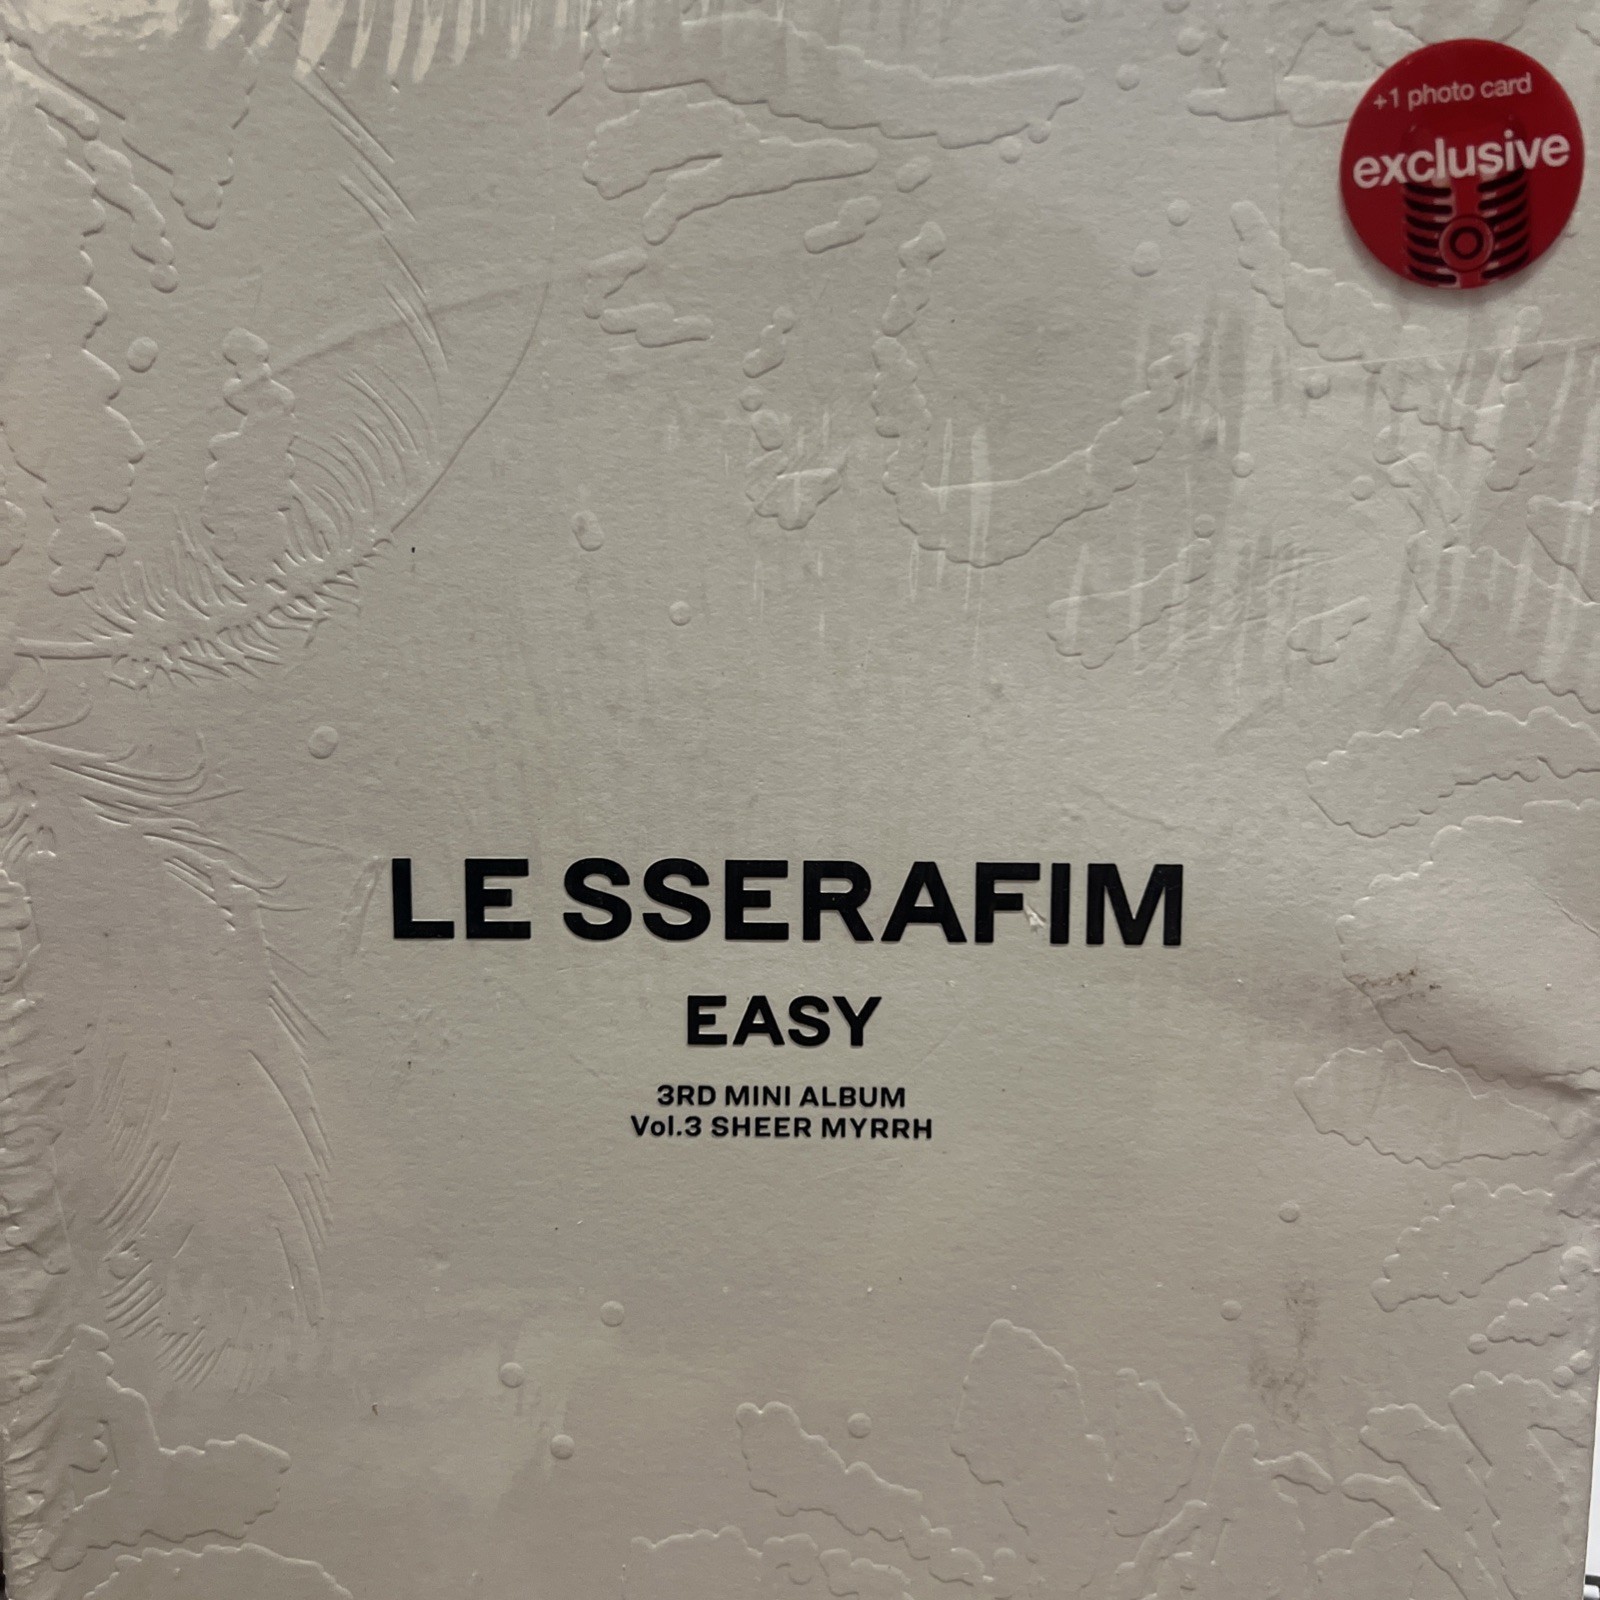 +1 photo card
exclusive
LE SSERAFIM
EASY
3RD MINI ALBUM
Vol.3 SHEER MYRRH